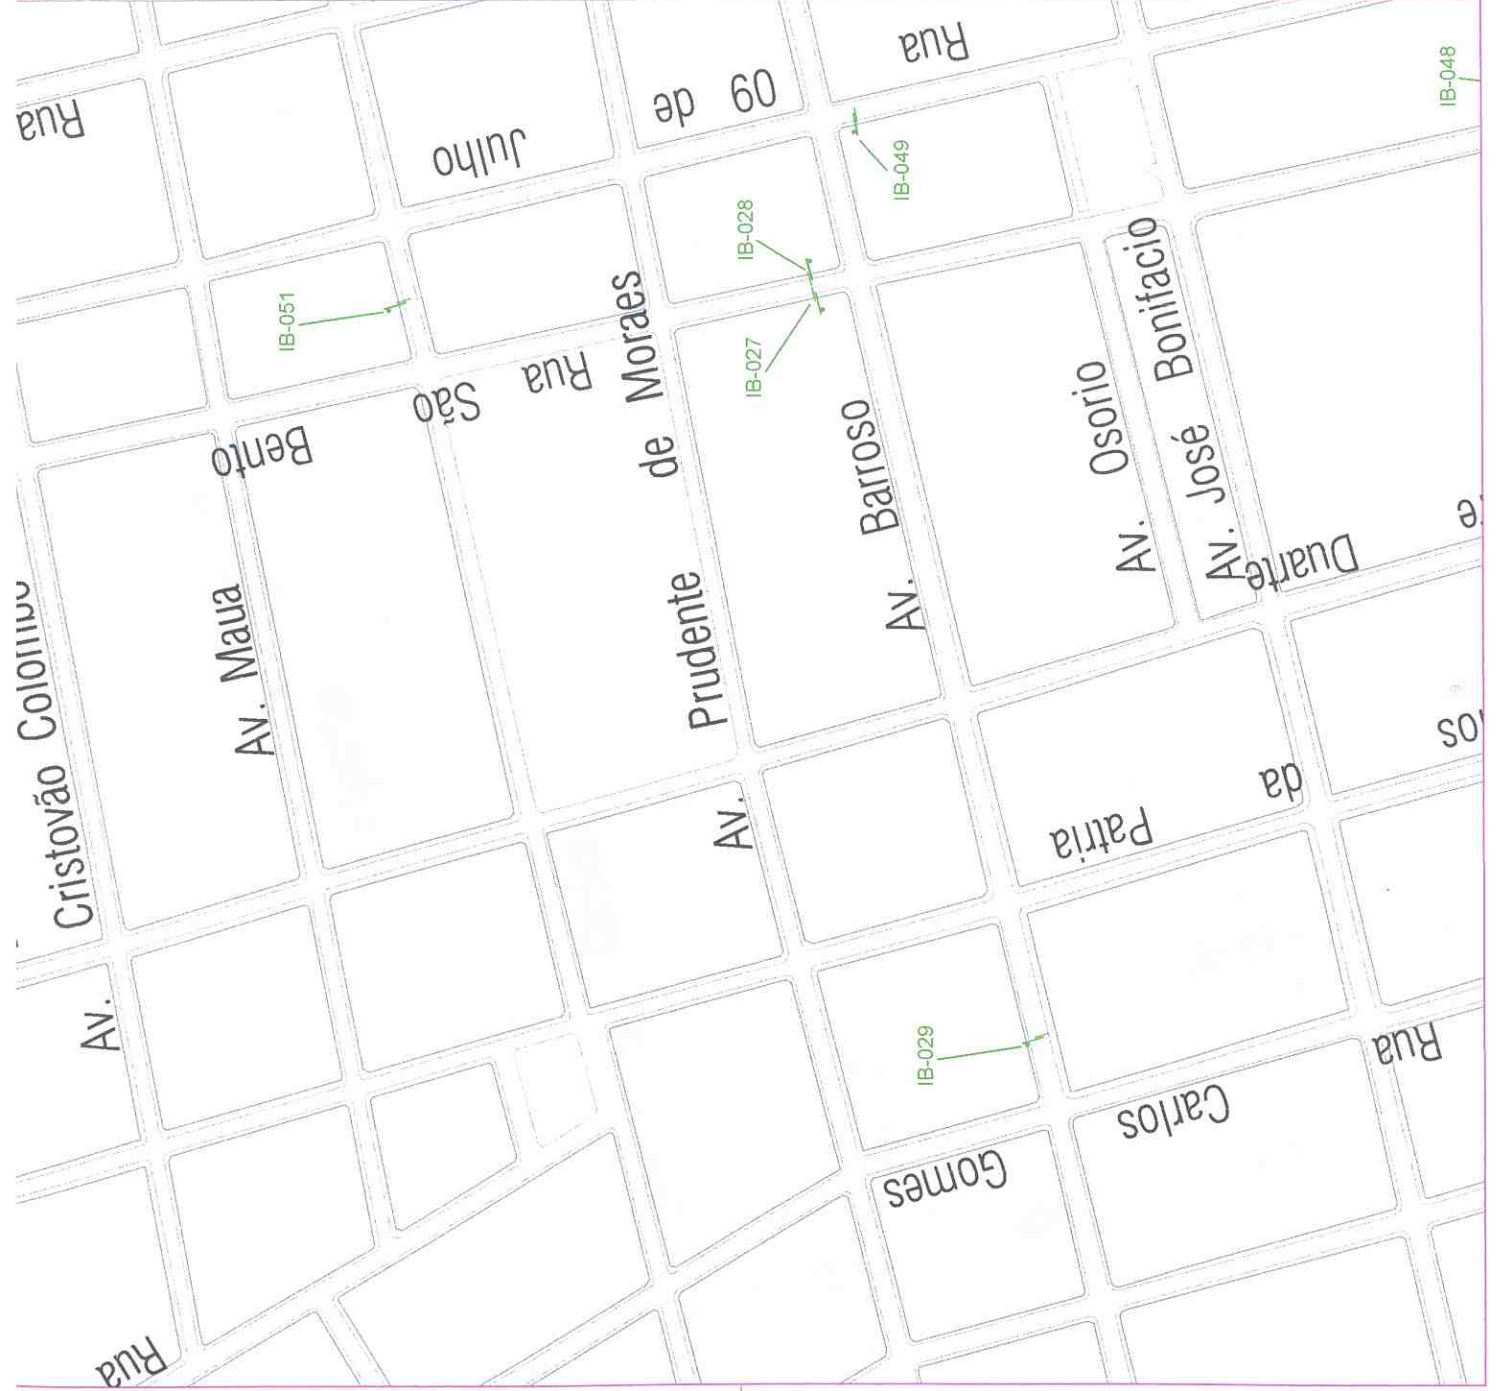 Rua
Rua
09 de
Julho
Rua
São
Bento
Av. Cristovão
Av. Maua
Av. Prudente de Moraes
Av. Barroso
Av. Osorio
Av. José Bonifacio
Duarte
da
Patria
Rua
Carlos
Gomes
Rua
IB-051
IB-028
IB-027
IB-049
IB-048
IB-029